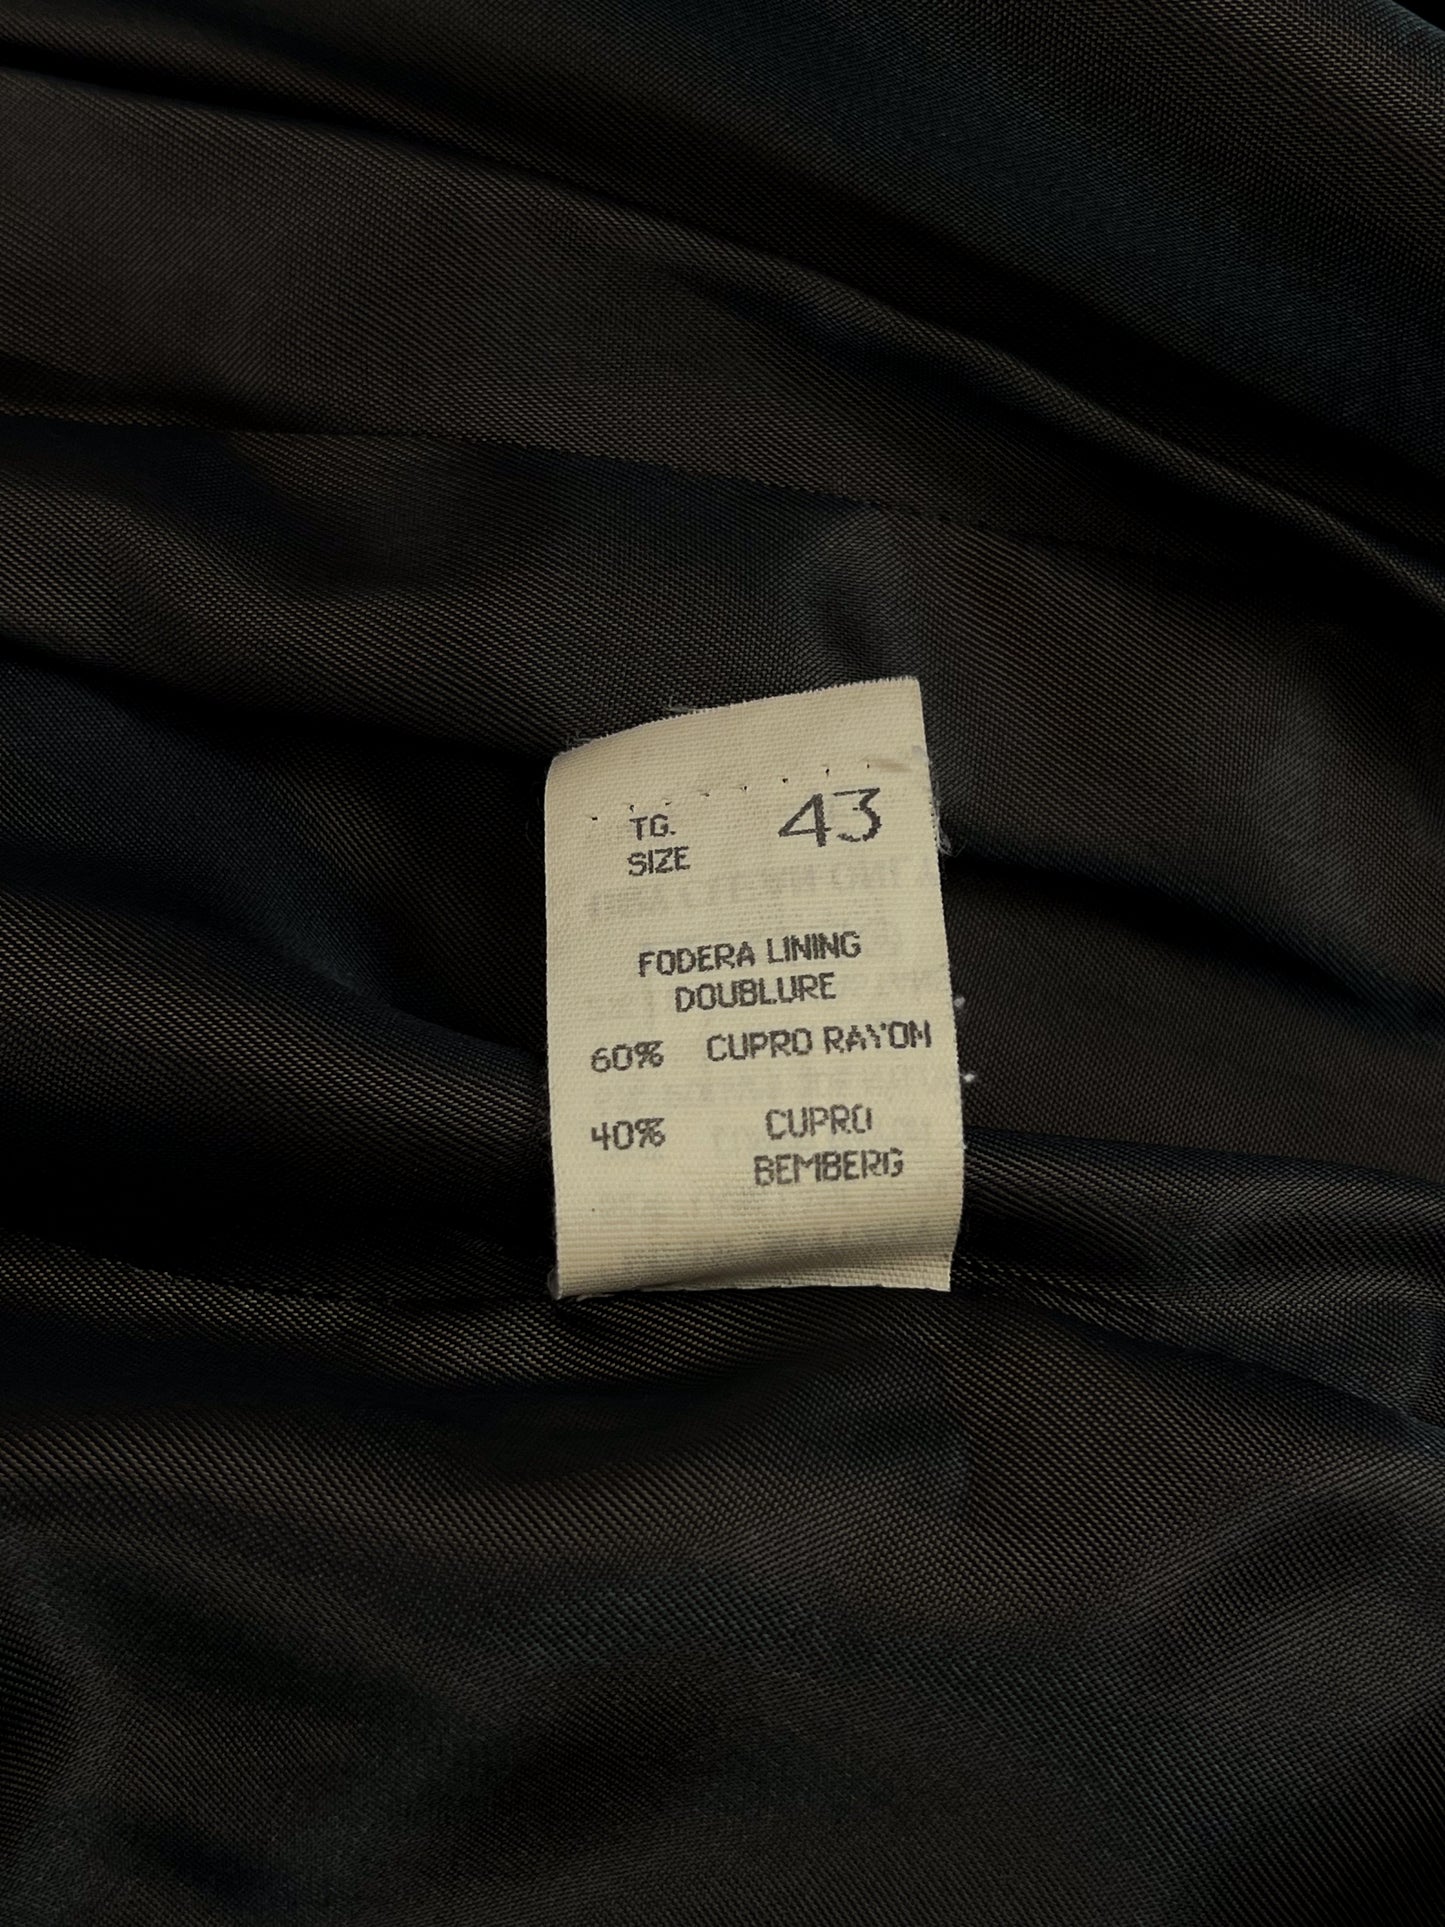 TG. 43
SIZE
FODERA LINING
DOUBLURE
60% CUPRO RAYON
40% CUPRO
BEMBERG